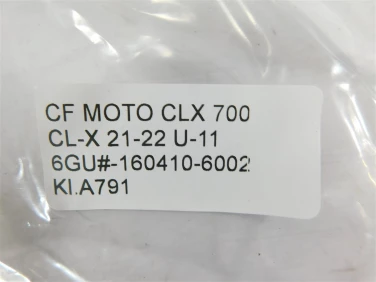 CF MOTO CLX 700
CL-X 21-22 U-11
6GU#-160410-6002
KI.A791